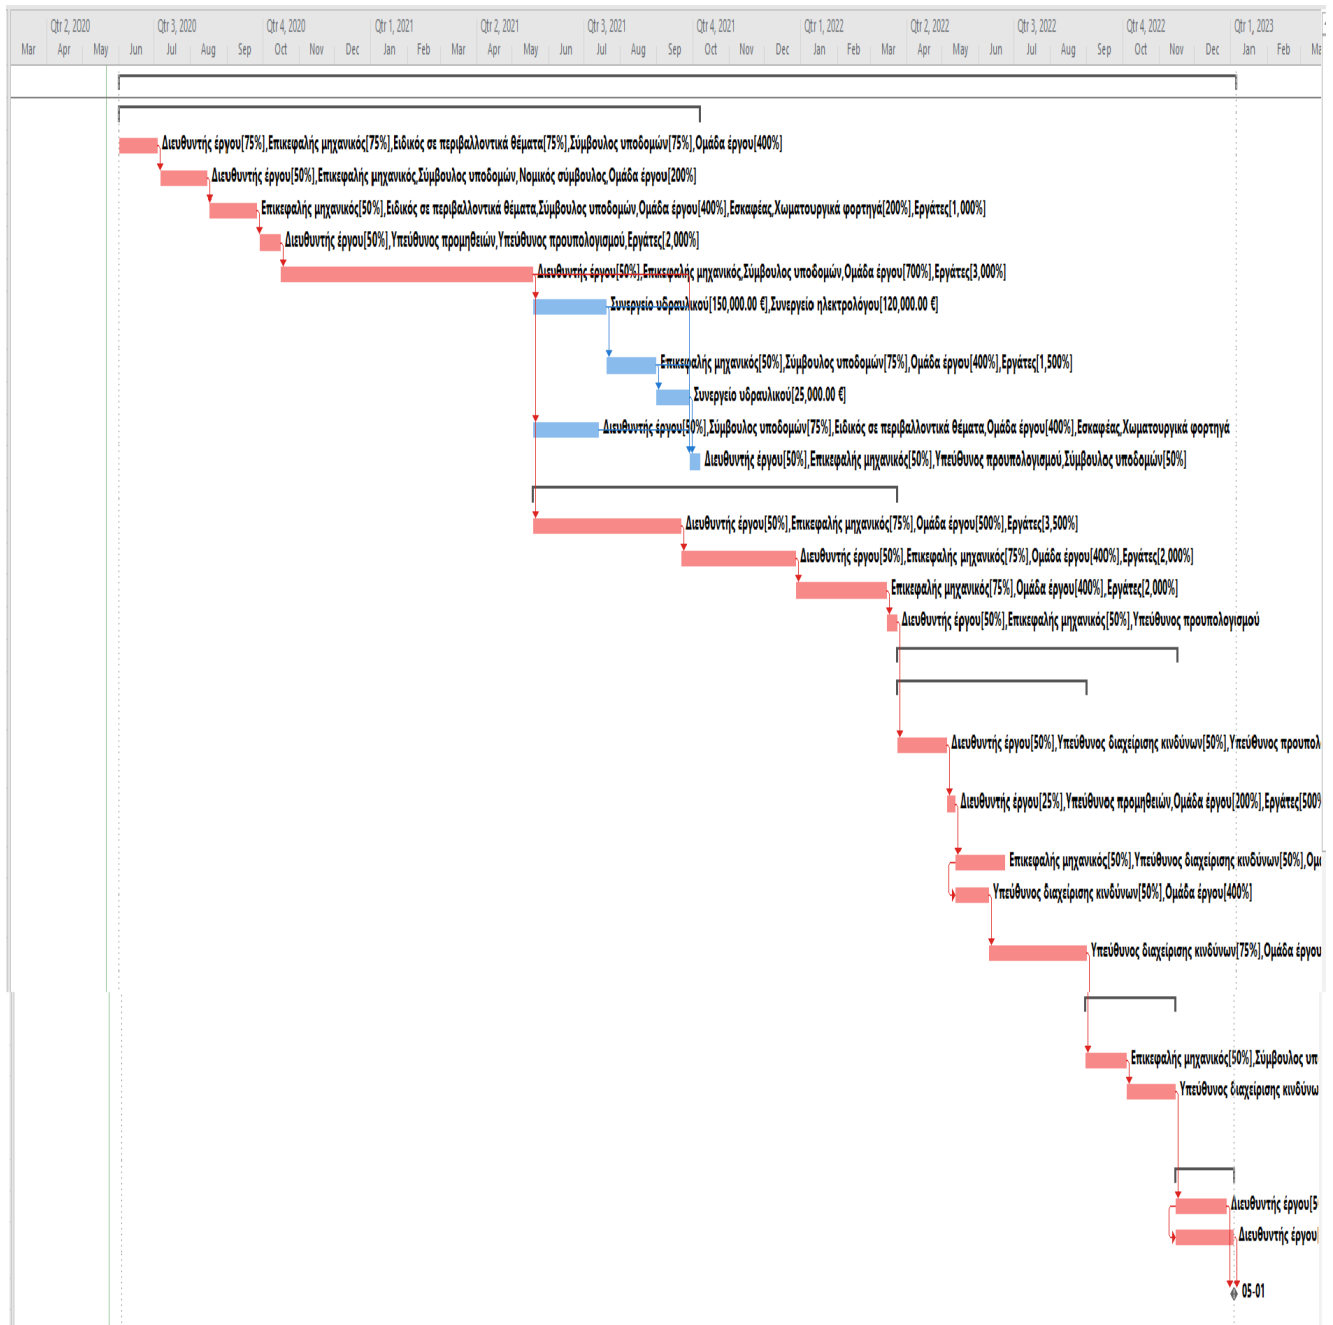 Qtr 2, 2020 Qtr 3, 2020 Qtr 4, 2020 Qtr 1, 2021 Qtr 2, 2021 Qtr 3, 2021 Qtr 4, 2021 Qtr 1, 2022 Qtr 2, 2022 Qtr 3, 2022 Qtr 4, 2022 Qtr 1, 2023
Mar Apr May Jun Jul Aug Sep Oct Nov Dec Jan Feb Mar Apr May Jun Jul Aug Sep Oct Nov Dec Jan Feb Mar Apr May Jun Jul Aug Sep Oct Nov Dec Jan Feb Ma
Διευθυντής έργου[75%],Επικεφαλής μηχανικός[75%],Ειδικός σε περιβαλλοντικά θέματα[75%],Σύμβουλος υποδομών[75%],Ομάδα έργου[400%]
Διευθυντής έργου[50%],Επικεφαλής μηχανικός,Σύμβουλος υποδομών,Νομικός σύμβουλος,Ομάδα έργου[200%]
Επικεφαλής μηχανικός[50%],Ειδικός σε περιβαλλοντικά θέματα,Σύμβουλος υποδομών,Ομάδα έργου[400%],Εσκαφέας,Χωματουργικά φορτηγά[200%],Εργάτες[1,000%]
Διευθυντής έργου[50%],Υπεύθυνος προμηθειών,Υπεύθυνος προυπολογισμού,Εργάτες[2,000%]
Διευθυντής έργου[50%],Επικεφαλής μηχανικός,Σύμβουλος υποδομών,Ομάδα έργου[700%],Εργάτες[3,000%]
Συνεργείο υδραυλικού[150,000.00 €],Συνεργείο ηλεκτρολόγου[120,000.00 €]
Επικεφαλής μηχανικός[50%],Σύμβουλος υποδομών[75%],Ομάδα έργου[400%],Εργάτες[1,500%]
Συνεργείο υδραυλικού[25,000.00 €]
Διευθυντής έργου[50%],Σύμβουλος υποδομών[75%],Ειδικός σε περιβαλλοντικά θέματα,Ομάδα έργου[400%],Εσκαφέας,Χωματουργικά φορτηγά
Διευθυντής έργου[50%],Επικεφαλής μηχανικός[50%],Υπεύθυνος προυπολογισμού,Σύμβουλος υποδομών[50%]
Διευθυντής έργου[50%],Επικεφαλής μηχανικός[75%],Ομάδα έργου[500%],Εργάτες[3,500%]
Διευθυντής έργου[50%],Επικεφαλής μηχανικός[75%],Ομάδα έργου[400%],Εργάτες[2,000%]
Επικεφαλής μηχανικός[75%],Ομάδα έργου[400%],Εργάτες[2,000%]
Διευθυντής έργου[50%],Επικεφαλής μηχανικός[50%],Υπεύθυνος προυπολογισμού
Διευθυντής έργου[50%],Υπεύθυνος διαχείρισης κινδύνων[50%],Υπεύθυνος προυπολ
Διευθυντής έργου[25%],Υπεύθυνος προμηθειών,Ομάδα έργου[200%],Εργάτες[500%
Επικεφαλής μηχανικός[50%],Υπεύθυνος διαχείρισης κινδύνων[50%],Ομ
Υπεύθυνος διαχείρισης κινδύνων[50%],Ομάδα έργου[400%]
Υπεύθυνος διαχείρισης κινδύνων[75%],Ομάδα έργου
Επικεφαλής μηχανικός[50%],Σύμβουλος υπ
Υπεύθυνος διαχείρισης κινδύνω
Διευθυντής έργου[5
Διευθυντής έργου[
05-01